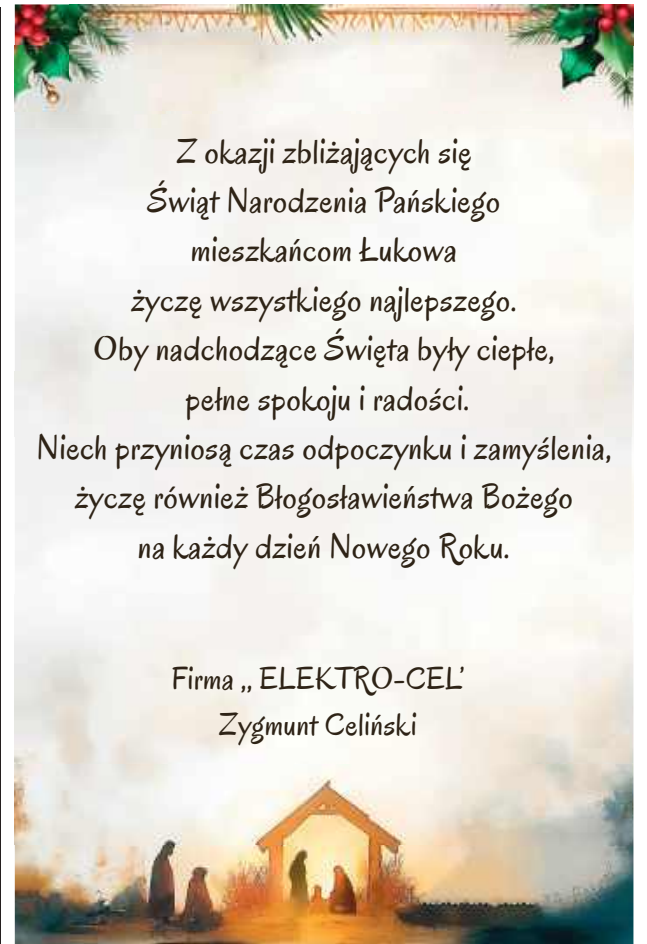 Z okazji zbliżających się
Świąt Narodzenia Pańskiego
mieszkańcom Łukowa
życzę wszystkiego najlepszego.
Oby nadchodzące Święta były ciepłe,
pełne spokoju i radości.
Niech przyniosą czas odpoczynku i zamyślenia,
życzę również Błogosławieństwa Bożego
na każdy dzień Nowego Roku.
Firma ,, ELEKTRO-CEL’
Zygmunt Celiński